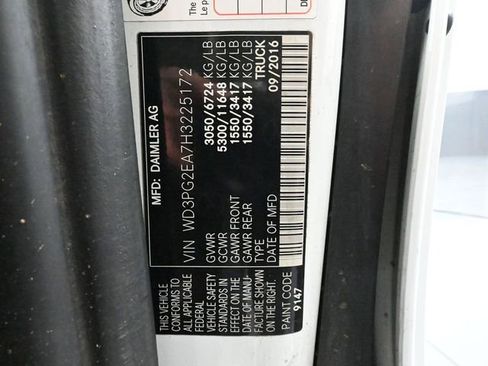 Le p
MFD: DAIMLER AG
VIN WD3PG2EA7H3225172
GVWR 3050/6724 KG/LB
GCWR 5300/11648 KG/LB
GAWR FRONT 1550/3417 KG/LB
GAWR REAR 1550/3417 KG/LB
TYPE TRUCK
DATE OF MFD 09/2016
THIS VEHICLE
CONFORMS TO
ALL APPLICABLE
FEDERAL
VEHICLE SAFETY
STANDARDS IN
EFFECT ON THE
DATE OF MANU-
FACTURE SHOWN
ON THE RIGHT.
PAINT CODE
9147